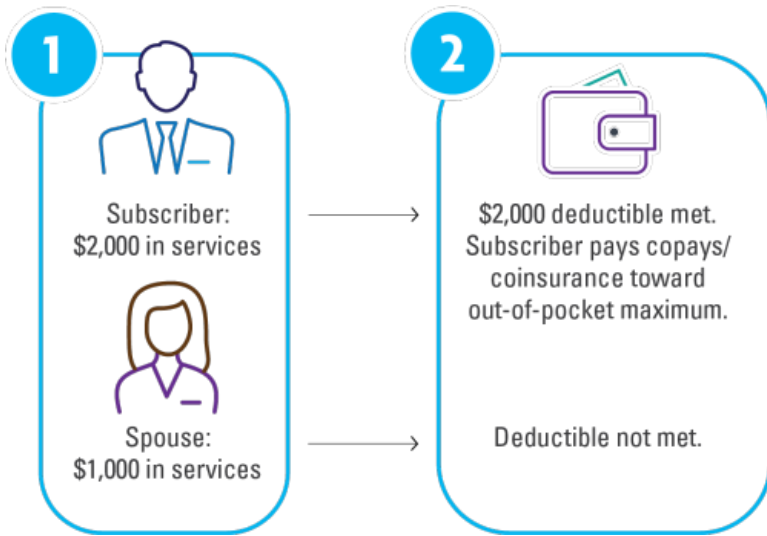 1
2
Subscriber:
$2,000 in services
$2,000 deductible met.
Subscriber pays copays/
coinsurance toward
out-of-pocket maximum.
Spouse:
$1,000 in services
Deductible not met.